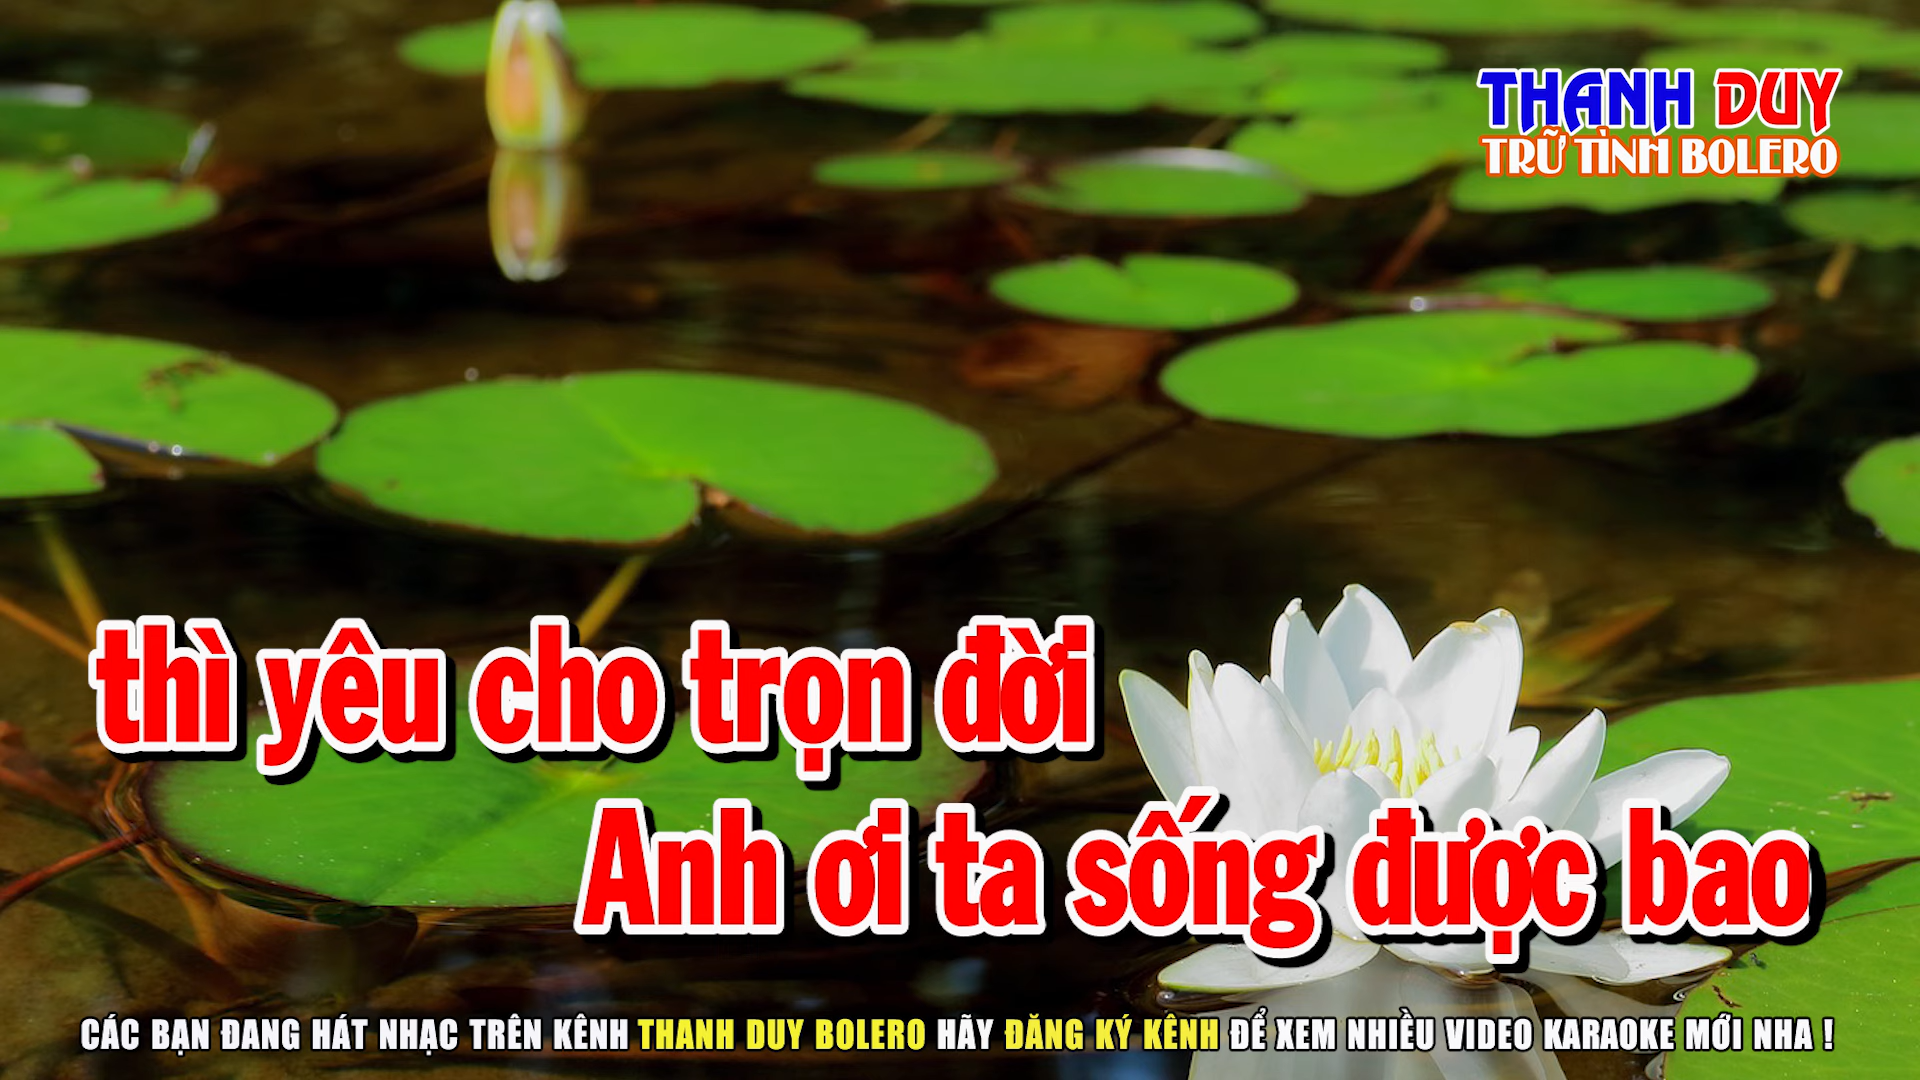 THANH DUY
TRỮ TÌNH BOLERO
thì yêu cho trọn đời
Anh ơi ta sống được bao
CÁC BẠN ĐANG HÁT NHẠC TRÊN KÊNH THANH DUY BOLERO HÃY ĐĂNG KÝ KÊNH ĐỂ XEM NHIỀU VIDEO KARAOKE MỚI NHA !